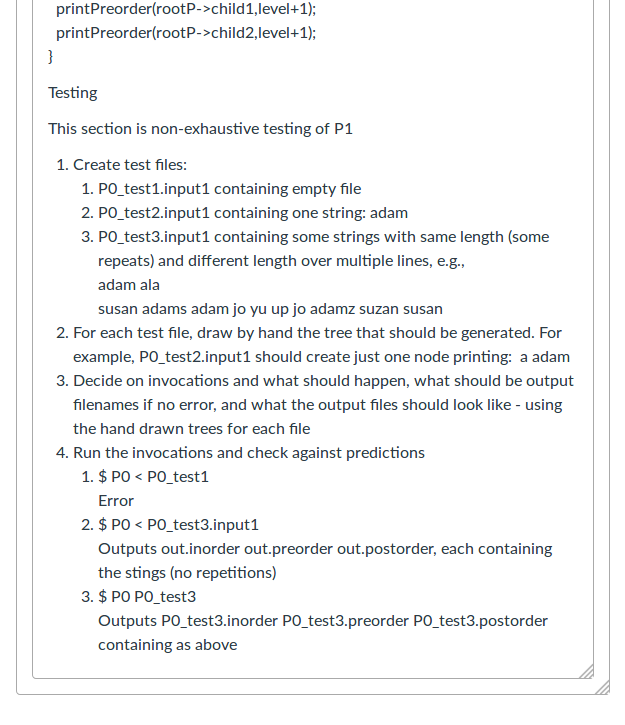 printPreorder(rootP->child1,level+1);
printPreorder(rootP->child2,level+1);
}
Testing
This section is non-exhaustive testing of P1
1. Create test files:
1. P0_test1.input1 containing empty file
2. P0_test2.input1 containing one string: adam
3. P0_test3.input1 containing some strings with same length (some
repeats) and different length over multiple lines, e.g.,
adam ala
susan adams adam jo yu up jo adamz suzan susan
2. For each test file, draw by hand the tree that should be generated. For
example, P0_test2.input1 should create just one node printing:  a adam
3. Decide on invocations and what should happen, what should be output
filenames if no error, and what the output files should look like - using
the hand drawn trees for each file
4. Run the invocations and check against predictions
1. $ P0 < P0_test1
Error
2. $ P0 < P0_test3.input1
Outputs out.inorder out.preorder out.postorder, each containing
the stings (no repetitions)
3. $ P0 P0_test3
Outputs P0_test3.inorder P0_test3.preorder P0_test3.postorder
containing as above